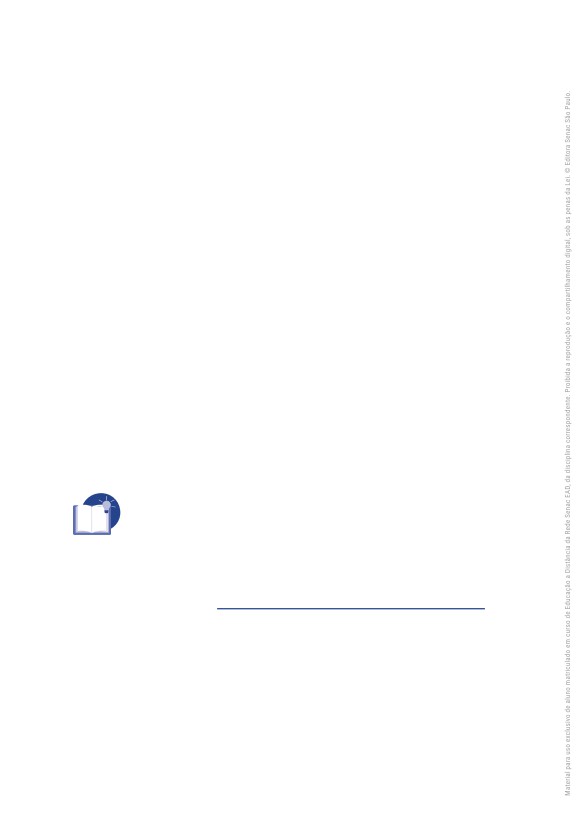 Material para uso exclusivo de aluno matriculado em curso de Educação a Distância da Rede Senac EAD, da disciplina correspondente. Proibida a reprodução e o compartilhamento digital, sob as penas da Lei. © Editora Senac São Paulo.